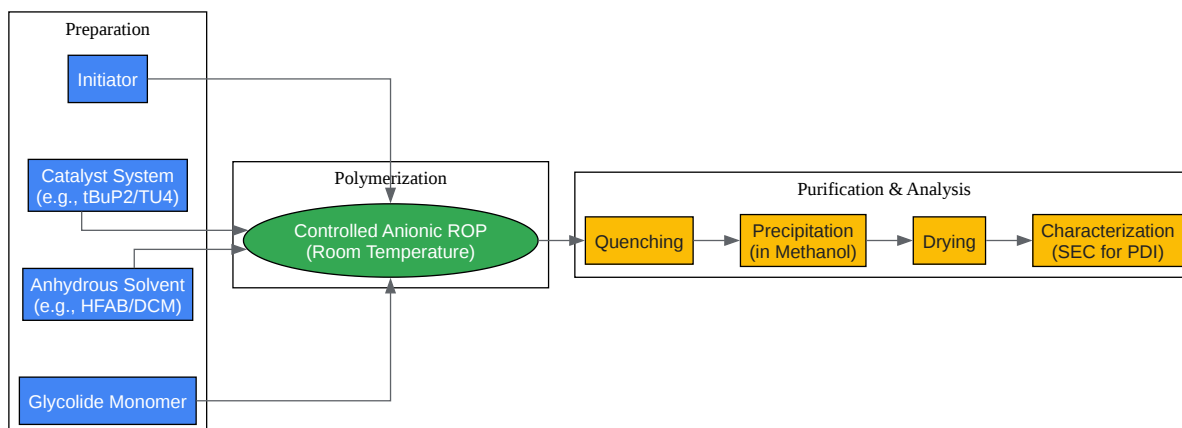 Preparation
Initiator
Catalyst System
(e.g., tBuP2/TU4)
Anhydrous Solvent
(e.g., HFAB/DCM)
Glycolide Monomer
Polymerization
Controlled Anionic ROP
(Room Temperature)
Purification & Analysis
Quenching
Precipitation
(in Methanol)
Drying
Characterization
(SEC for PDI)